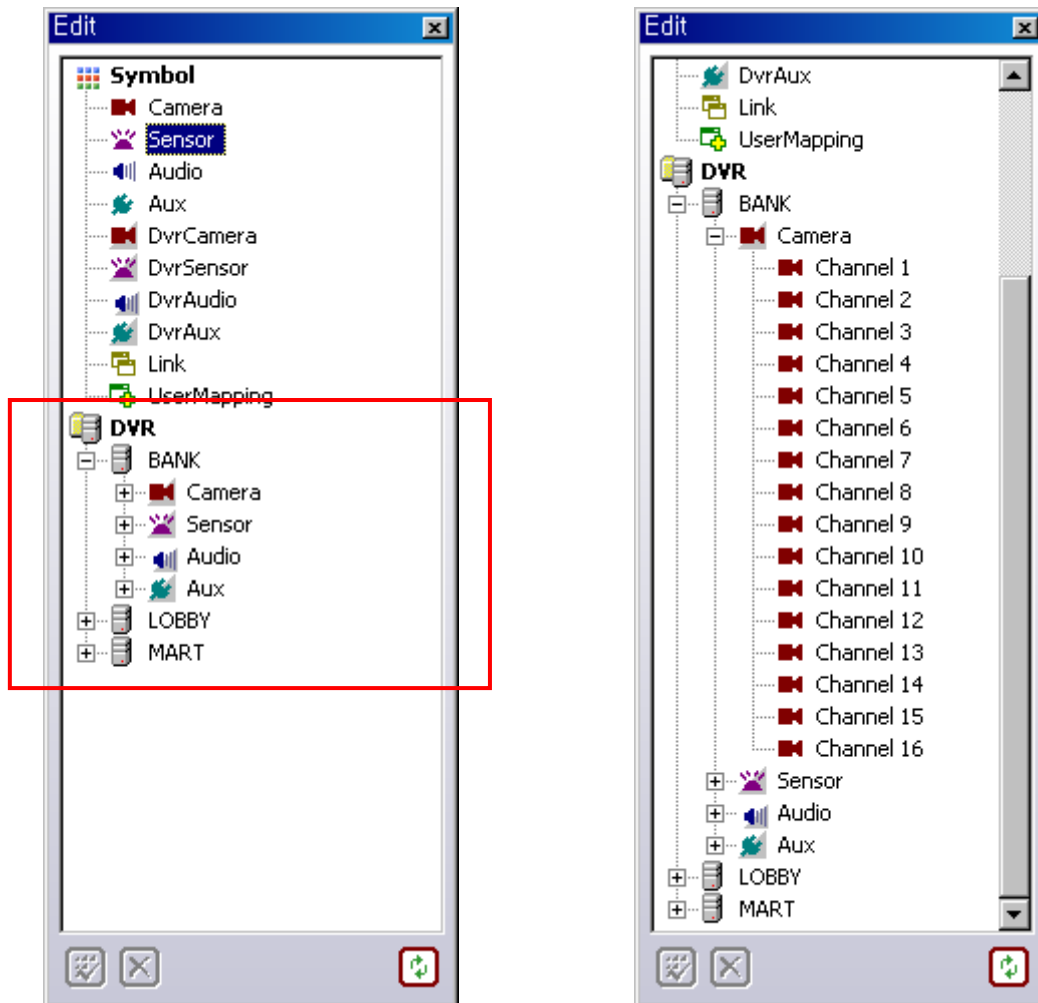 Edit
Symbol
Camera
Sensor
Audio
Aux
DvrCamera
DvrSensor
DvrAudio
DvrAux
Link
UserMapping
DVR
BANK
Camera
Sensor
Audio
Aux
LOBBY
MART
Edit
DvrAux
Link
UserMapping
DVR
BANK
Camera
Channel 1
Channel 2
Channel 3
Channel 4
Channel 5
Channel 6
Channel 7
Channel 8
Channel 9
Channel 10
Channel 11
Channel 12
Channel 13
Channel 14
Channel 15
Channel 16
Sensor
Audio
Aux
LOBBY
MART